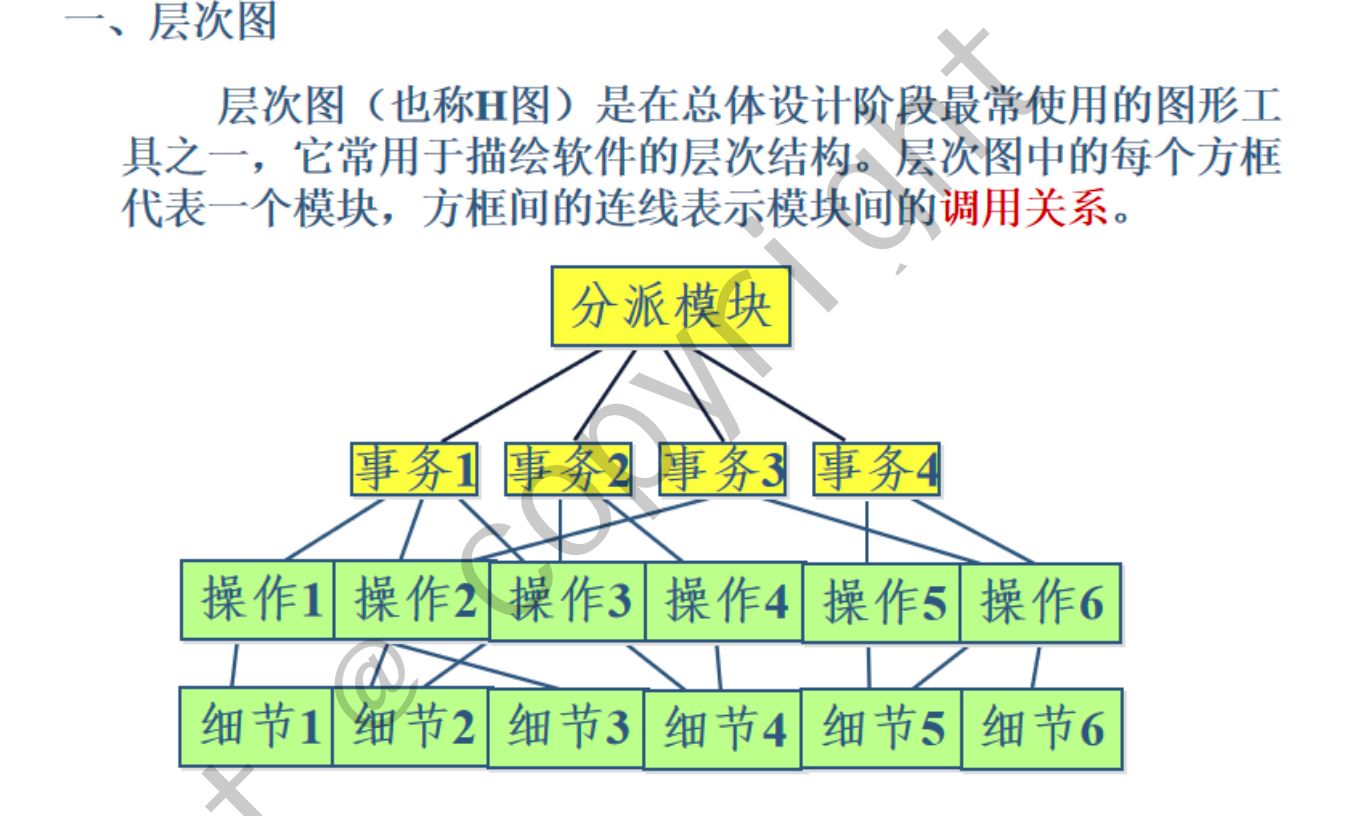 一、层次图
层次图（也称H图）是在总体设计阶段最常使用的图形工
具之一，它常用于描绘软件的层次结构。层次图中的每个方框
代表一个模块，方框间的连线表示模块间的调用关系。
分派模块
事务1 事务2 事务3 事务4
操作1 操作2 操作3 操作4 操作5 操作6
细节1 细节2 细节3 细节4 细节5 细节6
t @ copyright